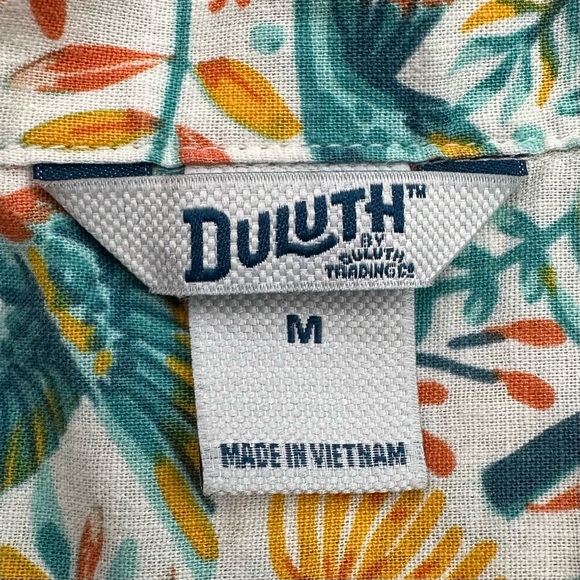 DULUTH™
BY
DULUTH
TRADING CO
M
MADE IN VIETNAM